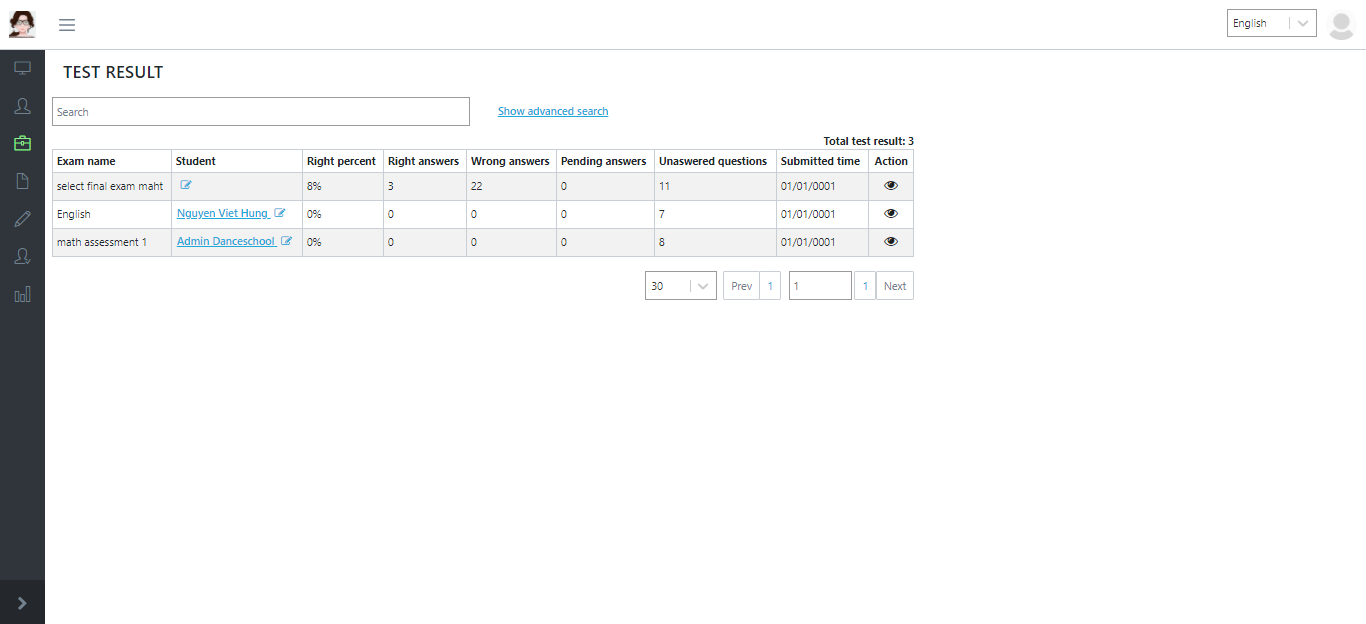 English
TEST RESULT
Search
Show advanced search
Total test result: 3
Exam name Student Right percent Right answers Wrong answers Pending answers Unaswered questions Submitted time Action
select final exam maht 8% 3 22 0 11 01/01/0001
English Nguyen Viet Hung 0% 0 0 0 7 01/01/0001
math assessment 1 Admin Danceschool 0% 0 0 0 8 01/01/0001
30 Prev 1 1 1 Next